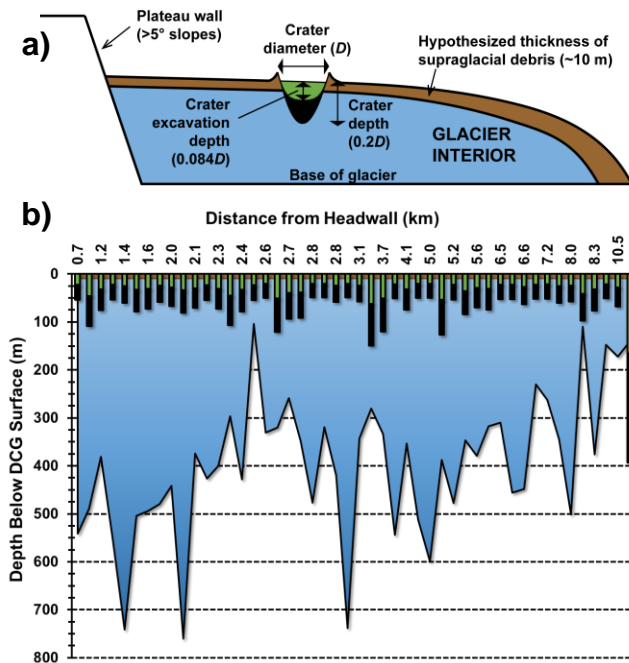 a)
Plateau wall
(>5° slopes)
Crater
diameter (D)
Hypothesized thickness of
supraglacial debris (~10 m)
Crater
excavation
depth
(0.084D)
Crater
depth
(0.2D)
GLACIER
INTERIOR
Base of glacier
b)
Distance from Headwall (km)
0.7 1.2 1.4 1.6 2.0 2.1 2.3 2.4 2.6 2.7 2.8 2.8 3.1 3.7 4.1 5.0 5.2 5.6 6.5 6.6 7.2 8.0 8.3 10.5
Depth Below DCG Surface (m)
0
100
200
300
400
500
600
700
800